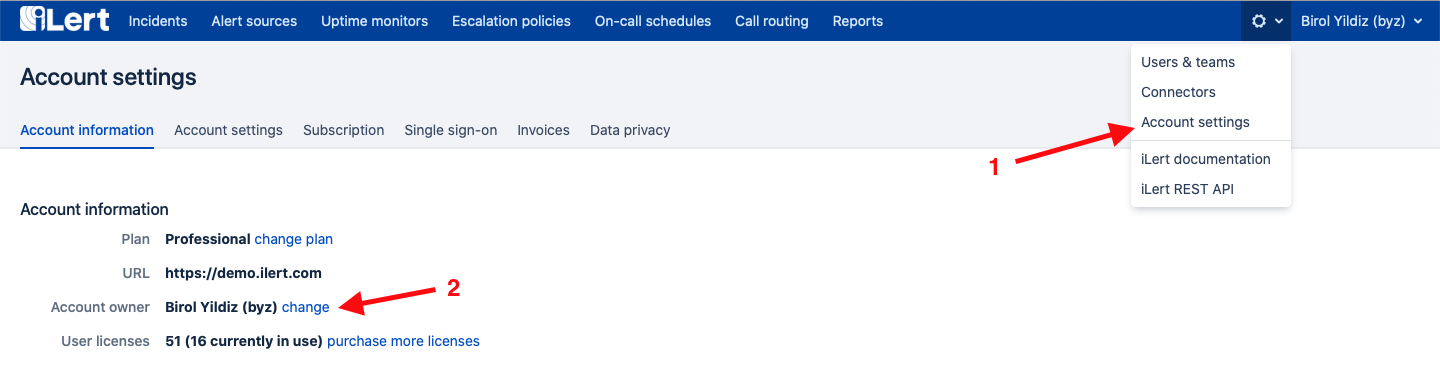 iLert Incidents Alert sources Uptime monitors Escalation policies On-call schedules Call routing Reports Birol Yildiz (byz)
Users & teams
Connectors
Account settings
iLert documentation
iLert REST API
Account settings
Account information Account settings Subscription Single sign-on Invoices Data privacy
1
Account information
Plan Professional change plan
URL https://demo.ilert.com
Account owner Birol Yildiz (byz) change
2
User licenses 51 (16 currently in use) purchase more licenses